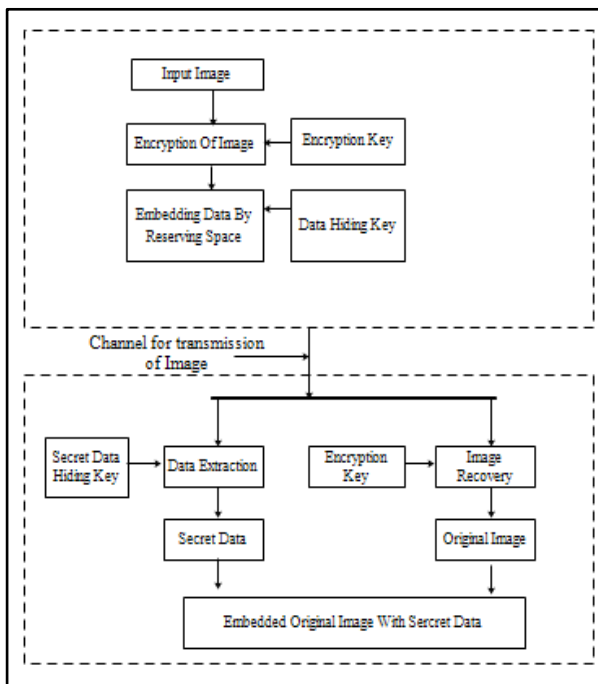 Input Image
Encryption Of Image
Encryption Key
Embedding Data By
Reserving Space
Data Hiding Key
Channel for transmission
of Image
Secret Data
Hiding Key
Data Extraction
Encryption
Key
Image
Recovery
Secret Data
Original Image
Embedded Original Image With Sercret Data